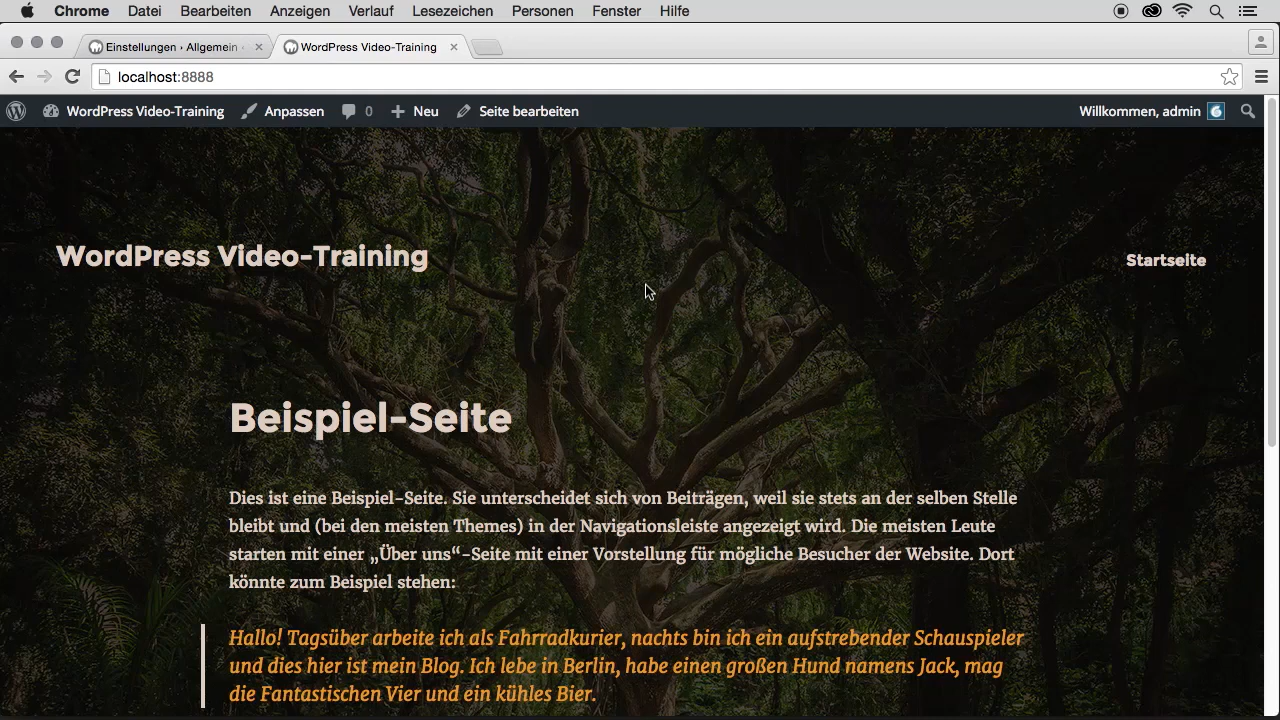 Chrome Datei Bearbeiten Anzeigen Verlauf Lesezeichen Personen Fenster Hilfe
Einstellungen › Allgemein
WordPress Video-Training
localhost:8888
WordPress Video-Training Anpassen 0 Neu Seite bearbeiten Willkommen, admin
WordPress Video-Training
Startseite
Beispiel-Seite
Dies ist eine Beispiel-Seite. Sie unterscheidet sich von Beiträgen, weil sie stets an der selben Stelle
bleibt und (bei den meisten Themes) in der Navigationsleiste angezeigt wird. Die meisten Leute
starten mit einer „Über uns“-Seite mit einer Vorstellung für mögliche Besucher der Website. Dort
könnte zum Beispiel stehen:
Hallo! Tagsüber arbeite ich als Fahrradkurier, nachts bin ich ein aufstrebender Schauspieler
und dies hier ist mein Blog. Ich lebe in Berlin, habe einen großen Hund namens Jack, mag
die Fantastischen Vier und ein kühles Bier.